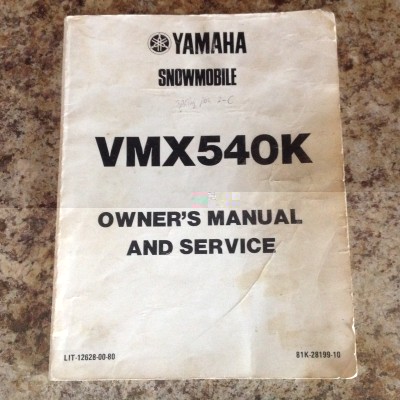 YAMAHA
SNOWMOBILE
VMX540K
OWNER'S MANUAL
AND SERVICE
LIT-12628-00-80
81K-28199-10